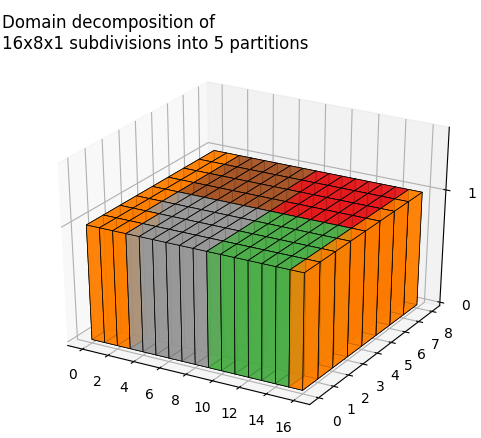 Domain decomposition of
16x8x1 subdivisions into 5 partitions
1
0
0 2 4 6 8 10 12 14 16
0 1 2 3 4 5 6 7 8